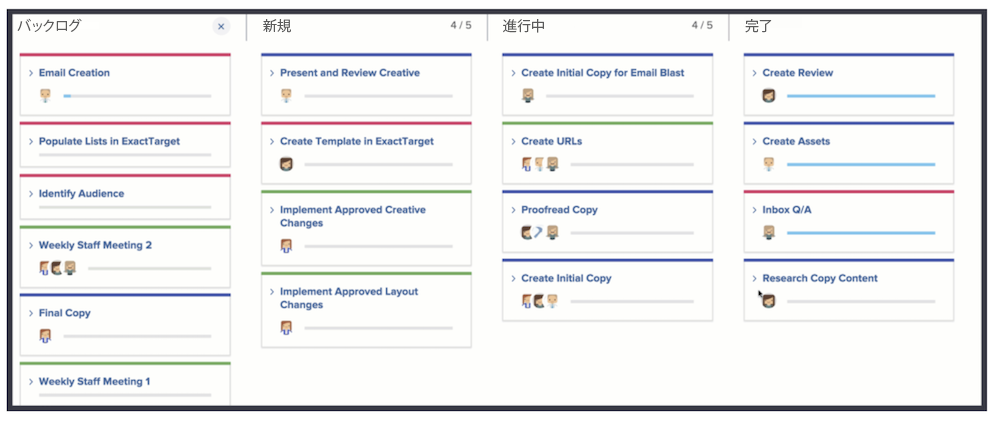 バックログ
×
Email Creation
Populate Lists in ExactTarget
Identify Audience
Weekly Staff Meeting 2
Final Copy
Weekly Staff Meeting 1
新規
4 / 5
Present and Review Creative
Create Template in ExactTarget
Implement Approved Creative
Changes
Implement Approved Layout
Changes
進行中
4 / 5
Create Initial Copy for Email Blast
Create URLs
Proofread Copy
Create Initial Copy
完了
Create Review
Create Assets
Inbox Q/A
Research Copy Content